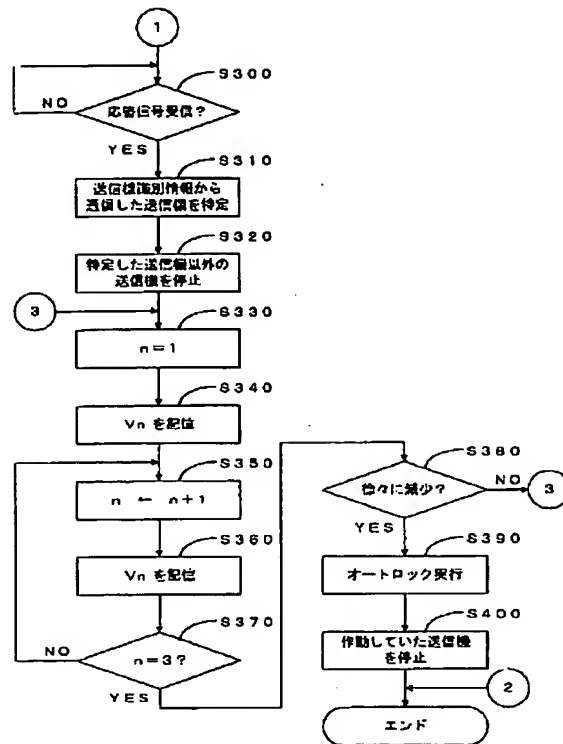 1
S300
応答信号受信？
NO
YES
S310
送信機識別情報から
通信した送信機を特定
S320
特定した送信機以外の
送信機を停止
3
S330
n＝1
S340
Vn を記憶
S350
n ← n＋1
S360
Vn を記憶
S370
n＝3？
NO
YES
S380
徐々に減少？
NO
3
YES
S390
オートロック実行
S400
作動していた送信機
を停止
2
エンド